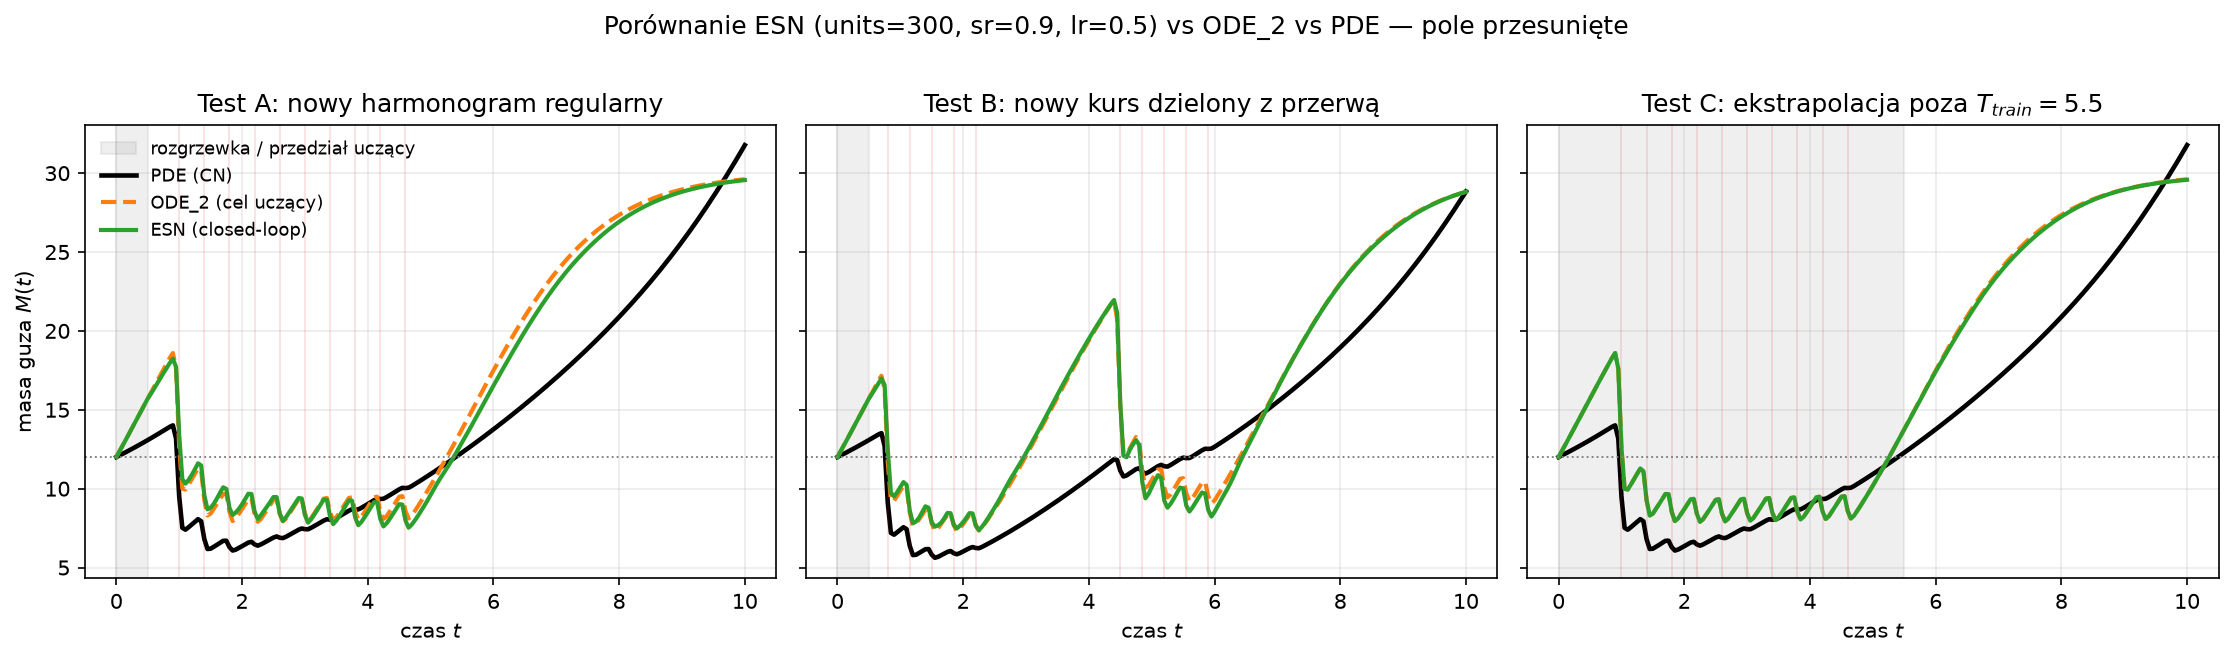 Porównanie ESN (units=300, sr=0.9, lr=0.5) vs ODE_2 vs PDE — pole przesunięte
Test A: nowy harmonogram regularny
Test B: nowy kurs dzielony z przerwą
Test C: ekstrapolacja poza T_train = 5.5
rozgrzewka / przedział uczący
PDE (CN)
ODE_2 (cel uczący)
ESN (closed-loop)
masa guza M(t)
30
25
20
15
10
5
0 2 4 6 8 10
0 2 4 6 8 10
0 2 4 6 8 10
czas t
czas t
czas t